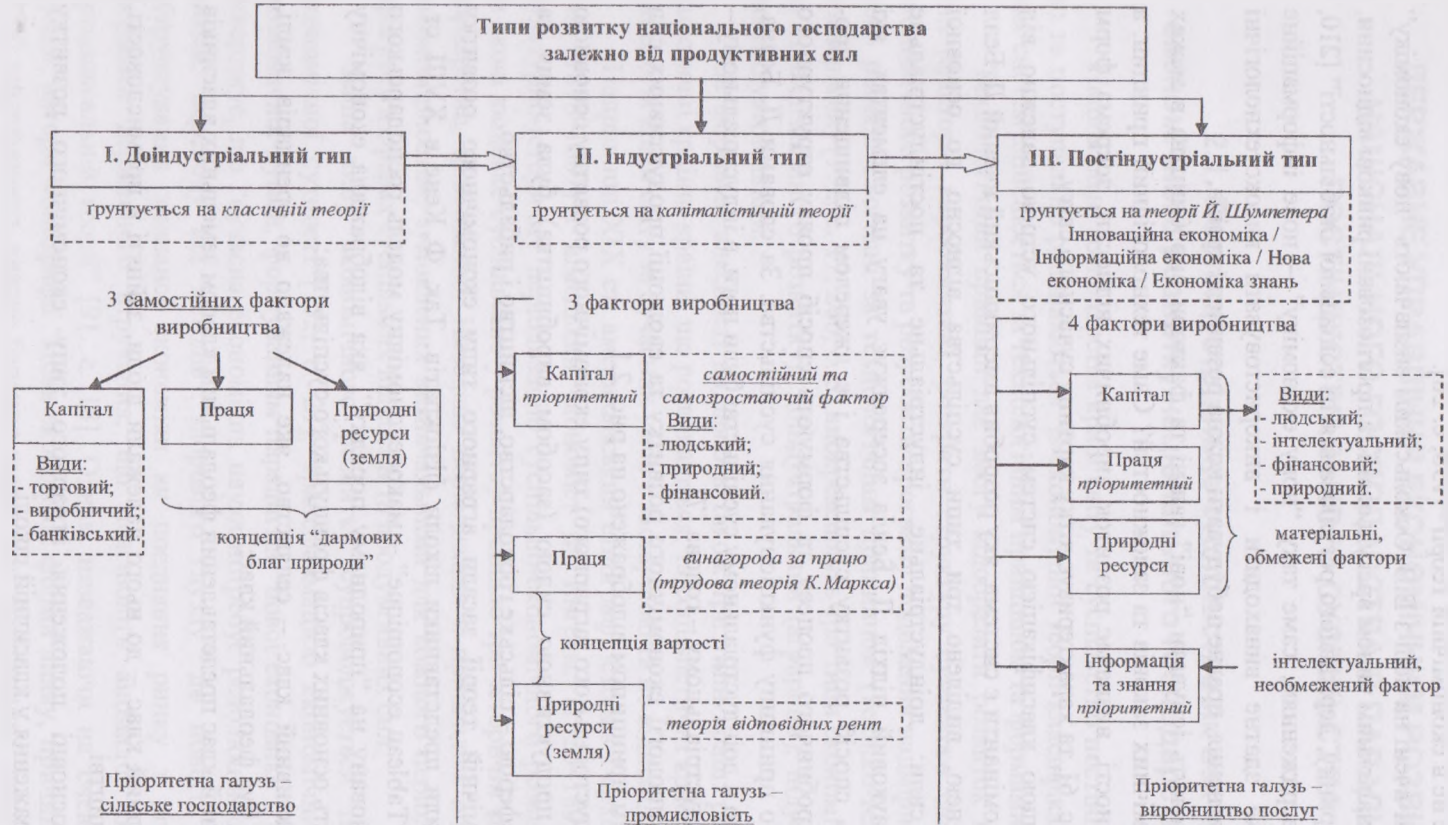 Типи розвитку національного господарства
залежно від продуктивних сил
І. Доіндустріальний тип
ґрунтується на класичній теорії
3 самостійних фактори
виробництва
Капітал
Праця
Природні
ресурси
(земля)
Види:
- торговий;
- виробничий;
- банківський.
концепція “дармових
благ природи”
Пріоритетна галузь –
сільське господарство
ІІ. Індустріальний тип
ґрунтується на капіталістичній теорії
3 фактори виробництва
Капітал
пріоритетний
самостійний та
самозростаючий фактор
Види:
- людський;
- природний;
- фінансовий.
Праця
винагорода за працю
(трудова теорія К.Маркса)
концепція вартості
Природні
ресурси
(земля)
теорія відповідних рент
Пріоритетна галузь –
промисловість
ІІІ. Постіндустріальний тип
ґрунтується на теорії Й. Шумпетера
Інноваційна економіка /
Інформаційна економіка / Нова
економіка / Економіка знань
4 фактори виробництва
Капітал
Види:
- людський;
- інтелектуальний;
- фінансовий;
- природний.
Праця
пріоритетний
Природні
ресурси
матеріальні,
обмежені фактори
Інформація
та знання
пріоритетний
інтелектуальний,
необмежений фактор
Пріоритетна галузь –
виробництво послуг